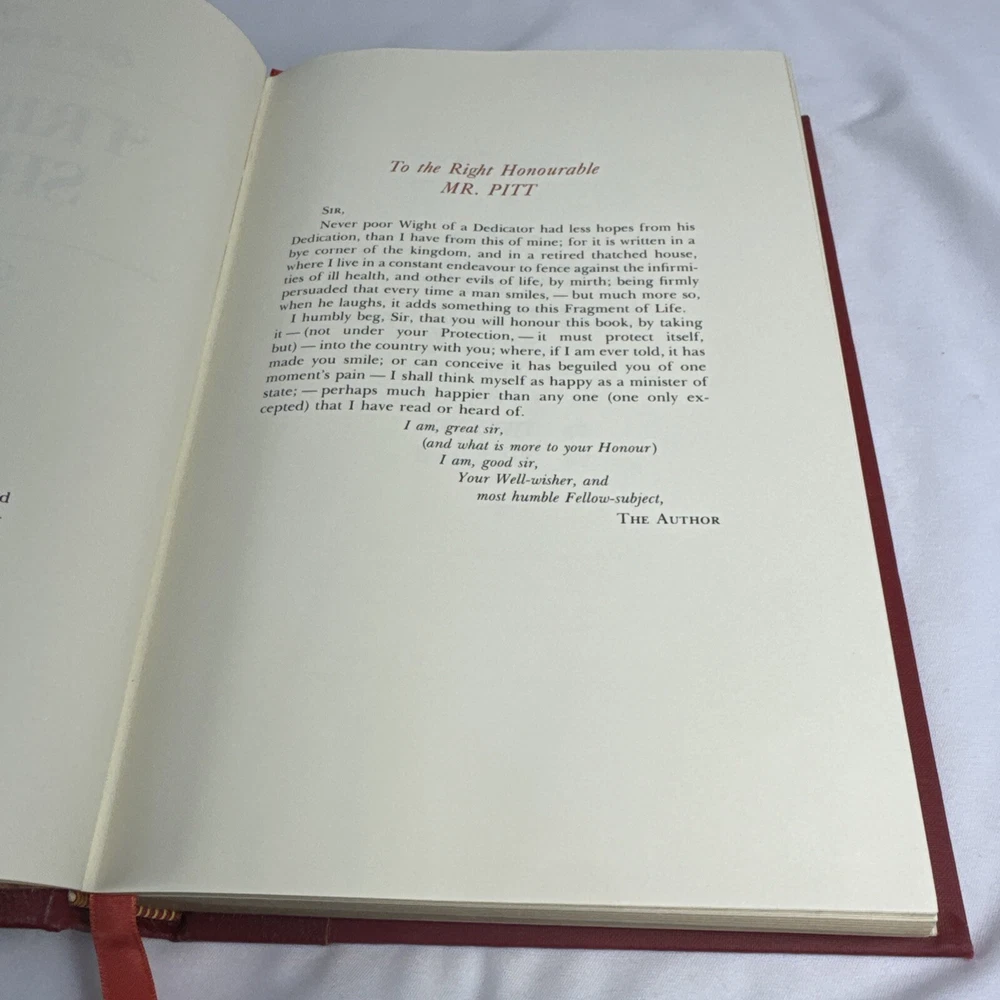 To the Right Honourable
MR. PITT
SIR,
Never poor Wight of a Dedicator had less hopes from his
Dedication, than I have from this of mine; for it is written in a
bye corner of the kingdom, and in a retired thatched house,
where I live in a constant endeavour to fence against the infirmi-
ties of ill health, and other evils of life, by mirth; being firmly
persuaded that every time a man smiles, — but much more so,
when he laughs, it adds something to this Fragment of Life.
I humbly beg, Sir, that you will honour this book, by taking
it — (not under your Protection, — it must protect itself,
but) — into the country with you; where, if I am ever told, it has
made you smile; or can conceive it has beguiled you of one
moment's pain — I shall think myself as happy as a minister of
state; — perhaps much happier than any one (one only ex-
cepted) that I have read or heard of.
I am, great sir,
(and what is more to your Honour)
I am, good sir,
Your Well-wisher, and
most humble Fellow-subject,
THE AUTHOR